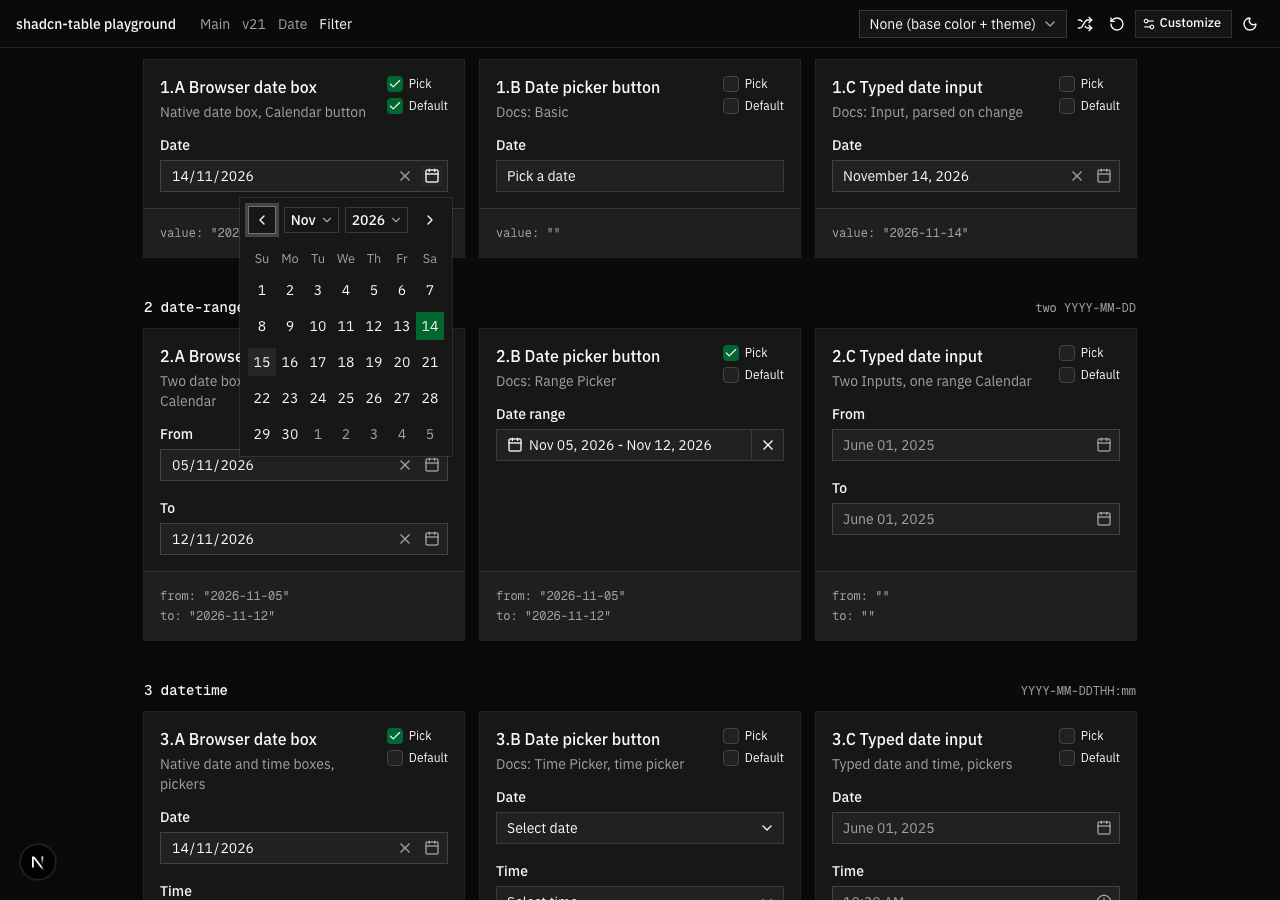 shadcn-table playground Main v21 Date Filter None (base color + theme) Customize
1.A Browser date box Pick
Native date box, Calendar button Default
Date
14/11/2026
value: "202
Nov 2026
Su Mo Tu We Th Fr Sa
1 2 3 4 5 6 7
8 9 10 11 12 13 14
15 16 17 18 19 20 21
22 23 24 25 26 27 28
29 30 1 2 3 4 5
1.B Date picker button Pick
Docs: Basic Default
Date
Pick a date
value: ""
1.C Typed date input Pick
Docs: Input, parsed on change Default
Date
November 14, 2026
value: "2026-11-14"
2 date-range two YYYY-MM-DD
2.A Browse
Two date box
Calendar
From
05/11/2026
To
12/11/2026
from: "2026-11-05"
to: "2026-11-12"
2.B Date picker button Pick
Docs: Range Picker Default
Date range
Nov 05, 2026 - Nov 12, 2026
from: "2026-11-05"
to: "2026-11-12"
2.C Typed date input Pick
Two Inputs, one range Calendar Default
From
June 01, 2025
To
June 01, 2025
from: ""
to: ""
3 datetime YYYY-MM-DDTHH:mm
3.A Browser date box Pick
Native date and time boxes, Default
pickers
Date
14/11/2026
Time
3.B Date picker button Pick
Docs: Time Picker, time picker Default
Date
Select date
Time
Select time
3.C Typed date input Pick
Typed date and time, pickers Default
Date
June 01, 2025
Time
10:30 AM
N